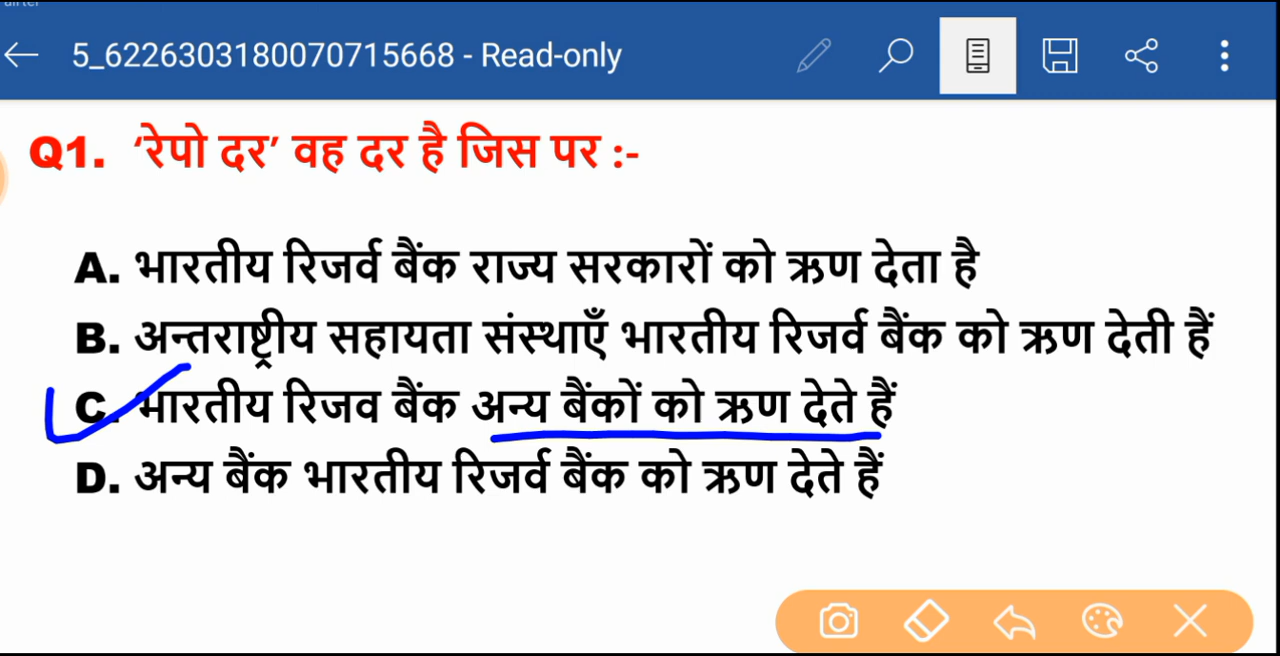 5_6226303180070715668 - Read-only
Q1. ‘रेपो दर’ वह दर है जिस पर :-
A. भारतीय रिजर्व बैंक राज्य सरकारों को ऋण देता है
B. अन्तराष्ट्रीय सहायता संस्थाएँ भारतीय रिजर्व बैंक को ऋण देती हैं
C. भारतीय रिजव बैंक अन्य बैंकों को ऋण देते हैं
D. अन्य बैंक भारतीय रिजर्व बैंक को ऋण देते हैं